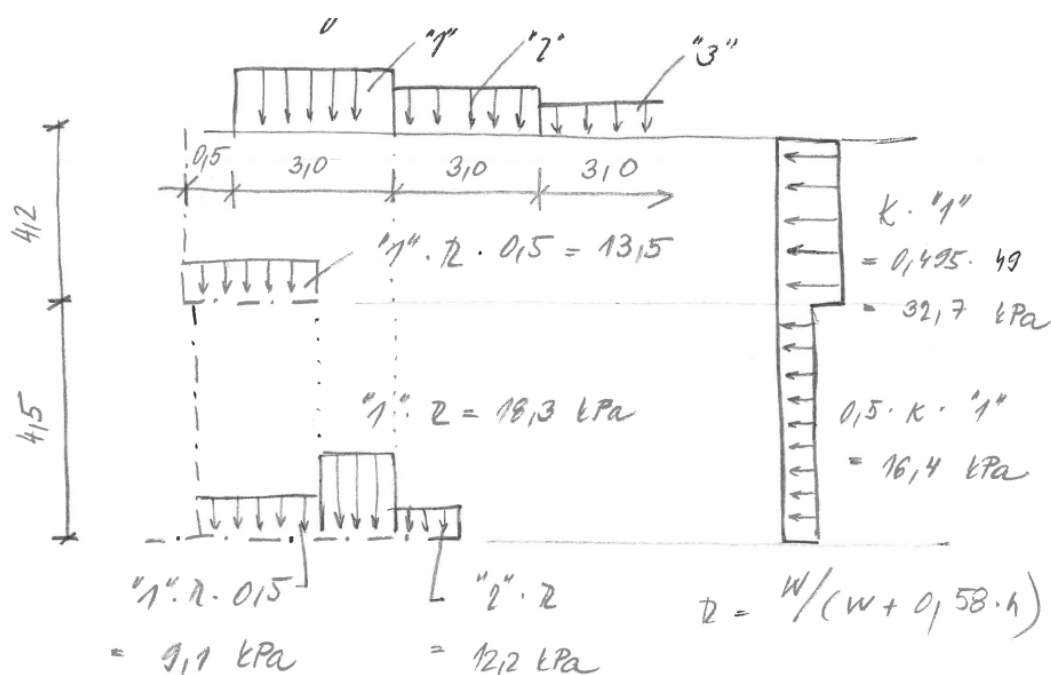 "1"
"2"
"3"
0,5
3,0
3,0
3,0
4,2
"1" · R · 0,5 = 13,5
K · "1"
= 0,495 · 49
= 32,7 kPa
4,5
"1" · R = 18,3 kPa
0,5 · K · "1"
= 16,4 kPa
"1" · R · 0,5
= 9,1 kPa
"2" · R
= 12,2 kPa
R = W/(W + 0,58 · h)